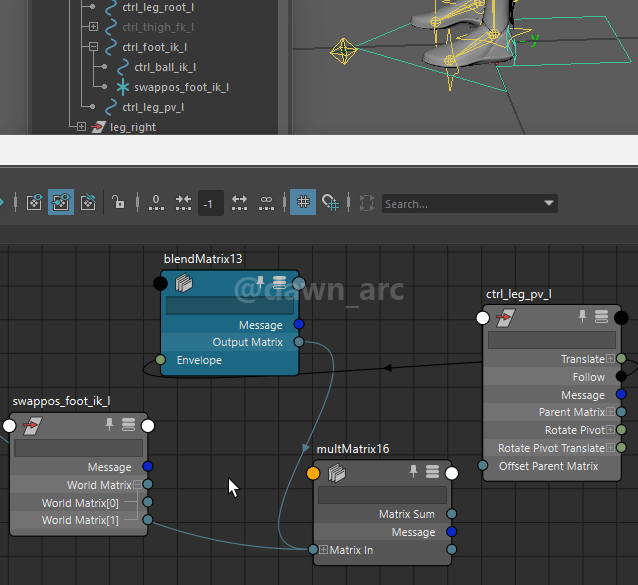 ctrl_leg_root_l
ctrl_thigh_fk_l
ctrl_foot_ik_l
ctrl_ball_ik_l
swappos_foot_ik_l
ctrl_leg_pv_l
leg_right
y
0
-1
∞
Search...
blendMatrix13
@dawn_arc
Message
Output Matrix
Envelope
ctrl_leg_pv_l
Translate
Follow
Message
Parent Matrix
Rotate Pivot
Rotate Pivot Translate
Offset Parent Matrix
swappos_foot_ik_l
Message
World Matrix
World Matrix[0]
World Matrix[1]
multMatrix16
Matrix Sum
Message
Matrix In